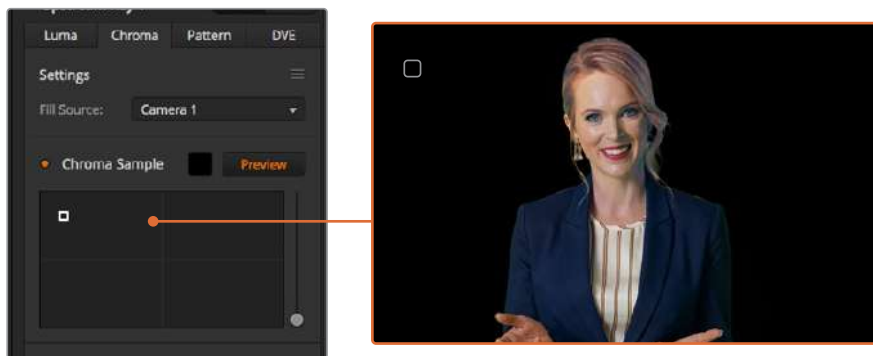 Luma Chroma Pattern DVE
Settings
Fill Source: Camera 1
Chroma Sample Preview